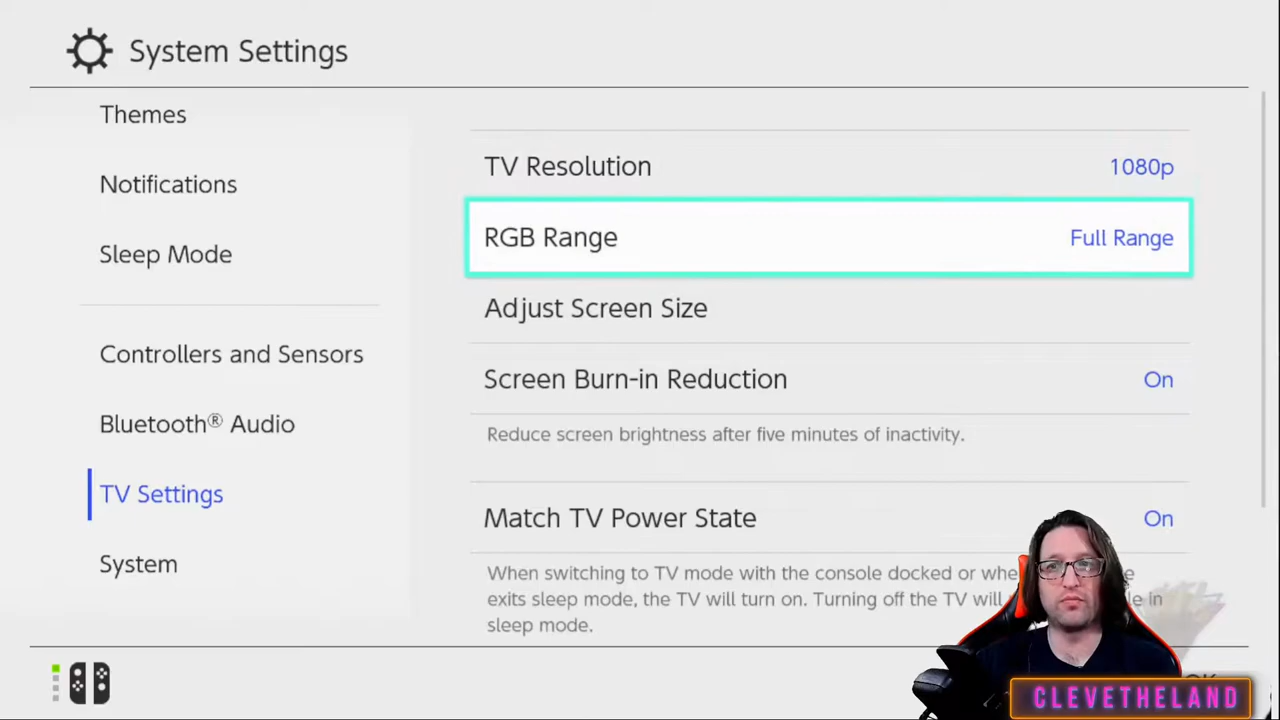 System Settings
Themes
Notifications
Sleep Mode
Controllers and Sensors
Bluetooth® Audio
TV Settings
System
TV Resolution 1080p
RGB Range Full Range
Adjust Screen Size
Screen Burn-in Reduction On
Reduce screen brightness after five minutes of inactivity.
Match TV Power State On
When switching to TV mode with the console docked or
exits sleep mode, the TV will turn on. Turning off the TV will in
sleep mode.
CLEVETHELAND